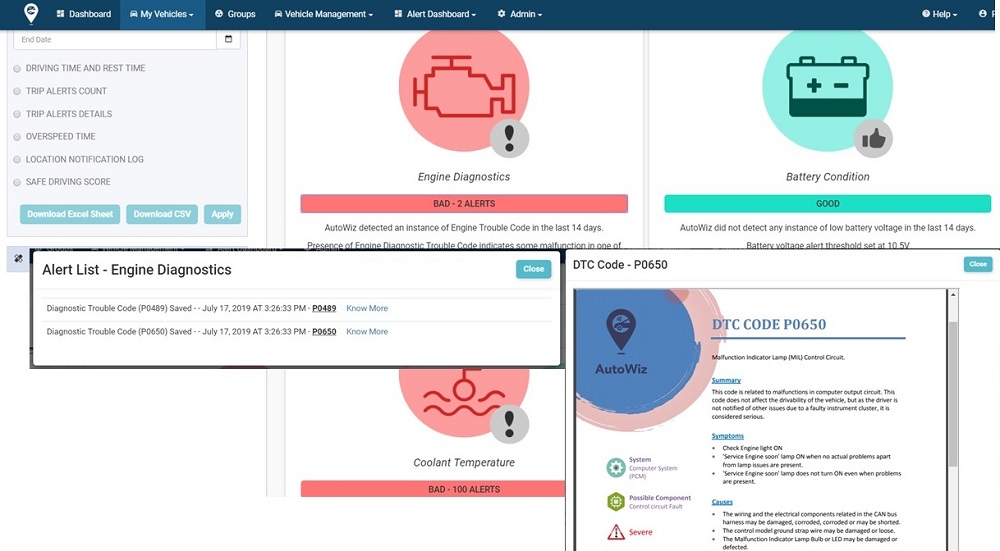 Dashboard
My Vehicles
Groups
Vehicle Management
Alert Dashboard
Admin
Help
End Date
DRIVING TIME AND REST TIME
TRIP ALERTS COUNT
TRIP ALERTS DETAILS
OVERSPEED TIME
LOCATION NOTIFICATION LOG
SAFE DRIVING SCORE
Download Excel Sheet
Download CSV
Apply
Engine Diagnostics
BAD - 2 ALERTS
AutoWiz detected an instance of Engine Trouble Code in the last 14 days.
Presence of Engine Diagnostic Trouble Code indicates some malfunction in one of
Battery Condition
GOOD
AutoWiz did not detect any instance of low battery voltage in the last 14 days.
Battery voltage alert threshold set at 10.5V
Alert List - Engine Diagnostics
Close
Diagnostic Trouble Code (P0489) Saved - - July 17, 2019 AT 3:26:33 PM - P0489 Know More
Diagnostic Trouble Code (P0650) Saved - - July 17, 2019 AT 3:26:33 PM - P0650 Know More
Coolant Temperature
BAD - 100 ALERTS
DTC Code - P0650
Close
AutoWiz
System
Computer System
(PCM)
Possible Component
Control circuit Fault
Severe
DTC CODE P0650
Malfunction Indicator Lamp (MIL) Control Circuit.
Summary
This code is related to malfunctions in computer output circuit. This
code does not affect the drivability of the vehicle, but as the driver is
not notified of other issues due to a faulty instrument cluster, it is
considered serious.
Symptoms
• Check Engine light ON
• 'Service Engine soon' lamp ON when no actual problems apart
from lamp issues are present.
• 'Service Engine soon' lamp does not turn ON even when problems
are present.
Causes
• The wiring and the electrical components related in the CAN bus
harness may be damaged, corroded, corroded or may be shorted.
• The control model ground strap wire may be damaged or loose.
• The Malfunction Indicator Lamp Bulb or LED may be damaged or
defected.